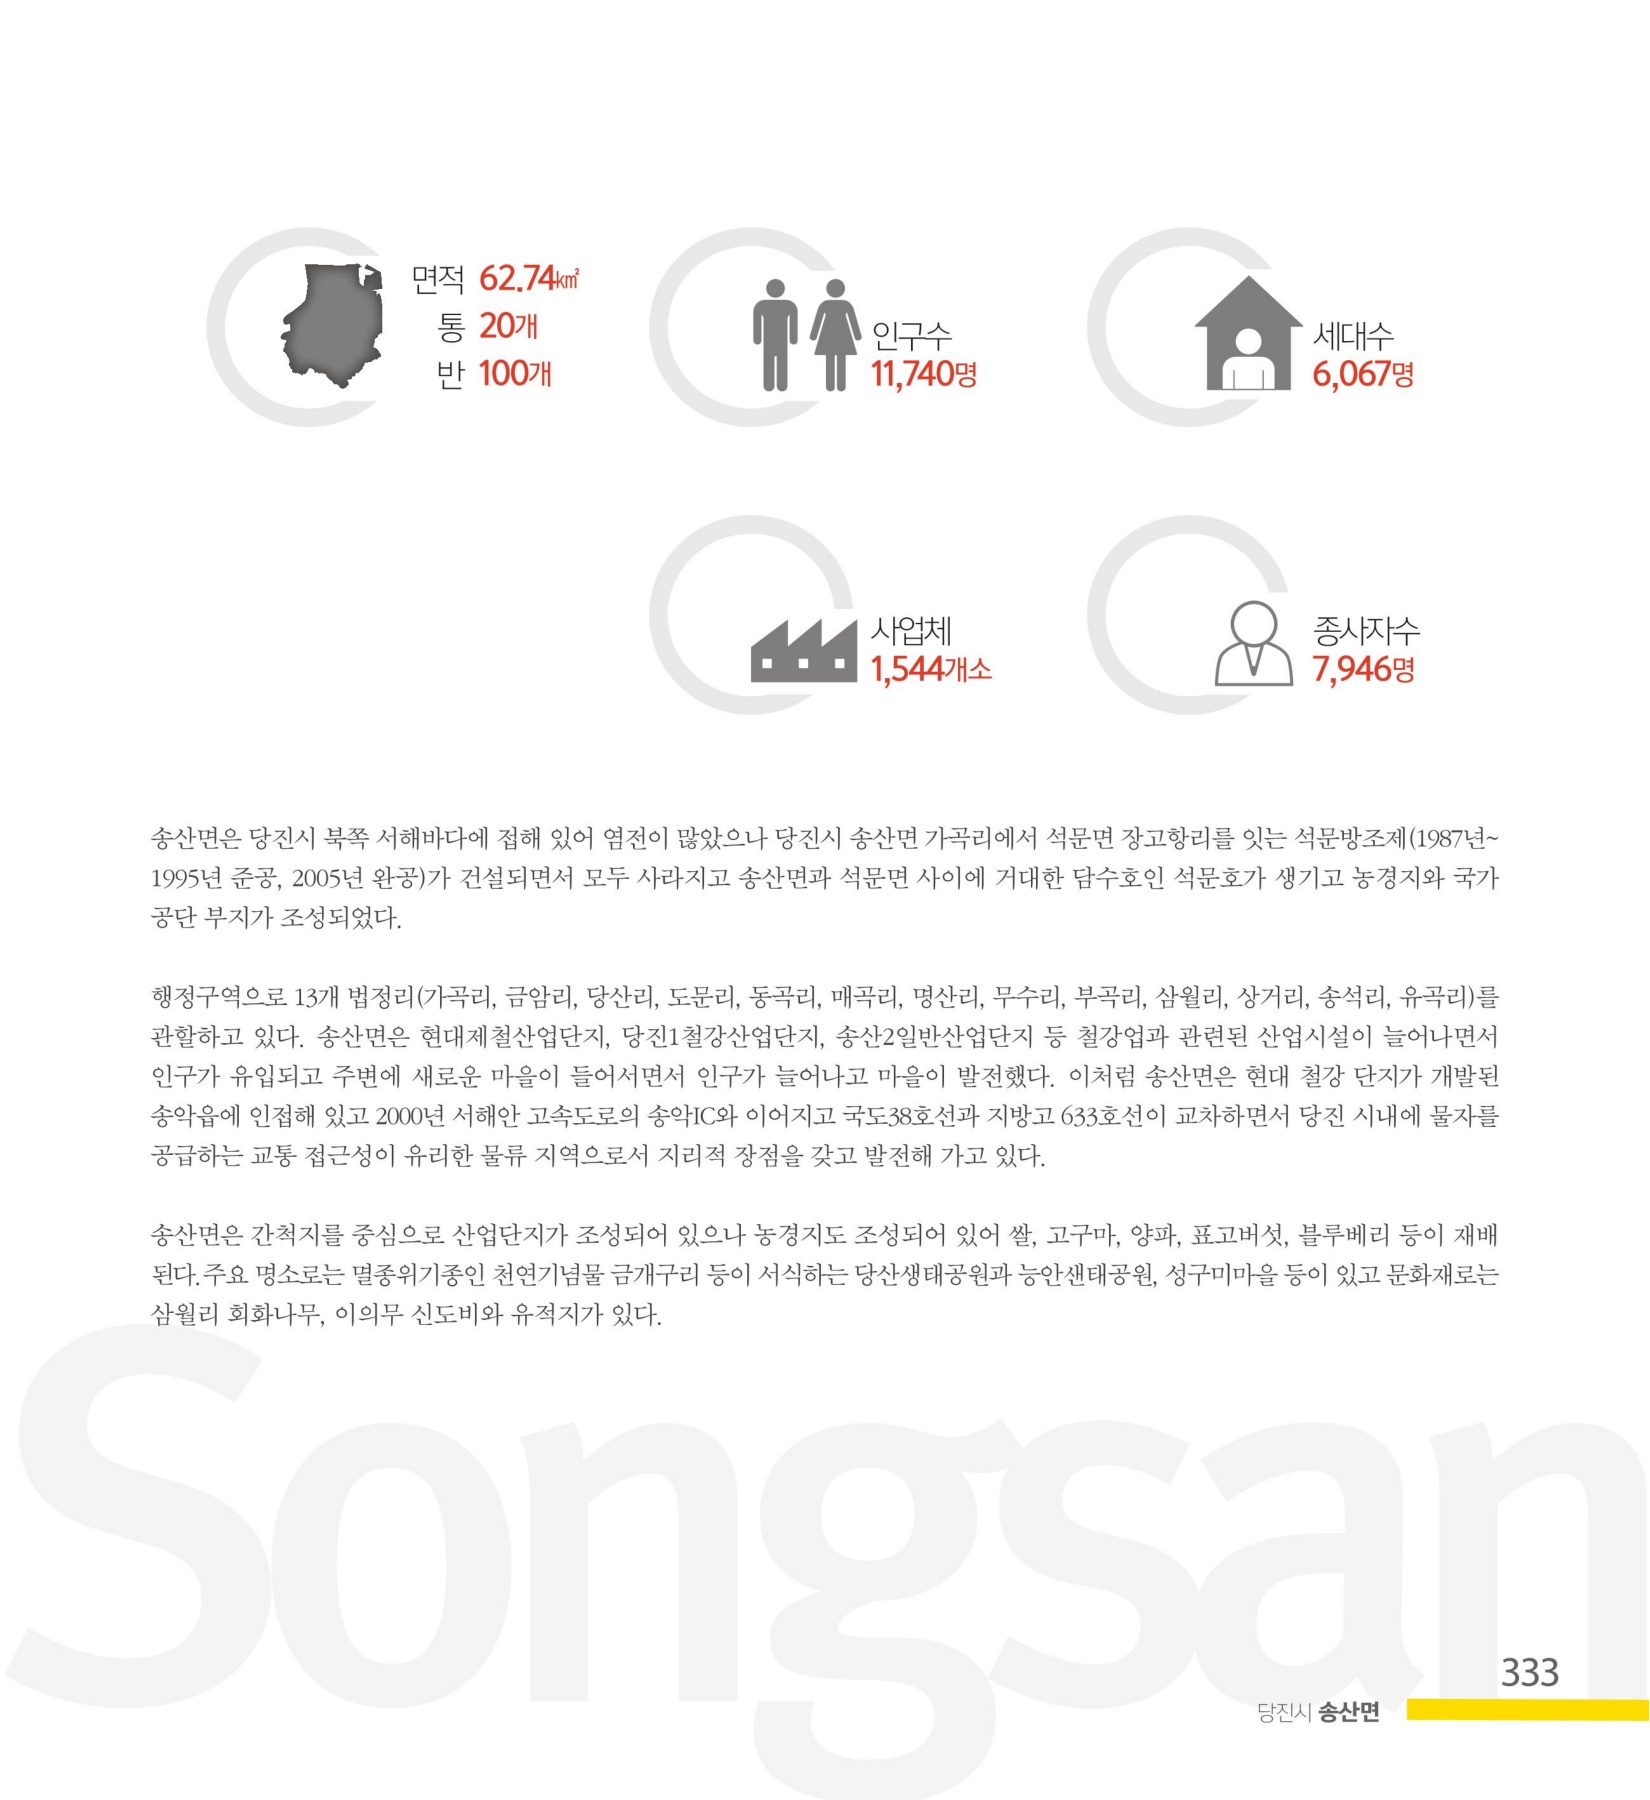 면적 62.74㎢
통 20개
반 100개
인구수
11,740명
세대수
6,067명
사업체
1,544개소
종사자수
7,946명
송산면은 당진시 북쪽 서해바다에 접해 있어 염전이 많았으나 당진시 송산면 가곡리에서 석문면 장고항리를 잇는 석문방조제(1987년~
1995년 준공, 2005년 완공)가 건설되면서 모두 사라지고 송산면과 석문면 사이에 거대한 담수호인 석문호가 생기고 농경지와 국가
공단 부지가 조성되었다.
행정구역으로 13개 법정리(가곡리, 금암리, 당산리, 도문리, 동곡리, 매곡리, 명산리, 무수리, 부곡리, 삼월리, 상거리, 송석리, 유곡리)를
관할하고 있다. 송산면은 현대제철산업단지, 당진1철강산업단지, 송산2일반산업단지 등 철강업과 관련된 산업시설이 늘어나면서
인구가 유입되고 주변에 새로운 마을이 들어서면서 인구가 늘어나고 마을이 발전했다. 이처럼 송산면은 현대 철강 단지가 개발된
송악읍에 인접해 있고 2000년 서해안 고속도로의 송악IC와 이어지고 국도38호선과 지방고 633호선이 교차하면서 당진 시내에 물자를
공급하는 교통 접근성이 유리한 물류 지역으로서 지리적 장점을 갖고 발전해 가고 있다.
송산면은 간척지를 중심으로 산업단지가 조성되어 있으나 농경지도 조성되어 있어 쌀, 고구마, 양파, 표고버섯, 블루베리 등이 재배
된다. 주요 명소로는 멸종위기종인 천연기념물 금개구리 등이 서식하는 당산생태공원과 능안샌태공원, 성구미마을 등이 있고 문화재로는
삼월리 회화나무, 이의무 신도비와 유적지가 있다.
Songsan
333
당진시 송산면